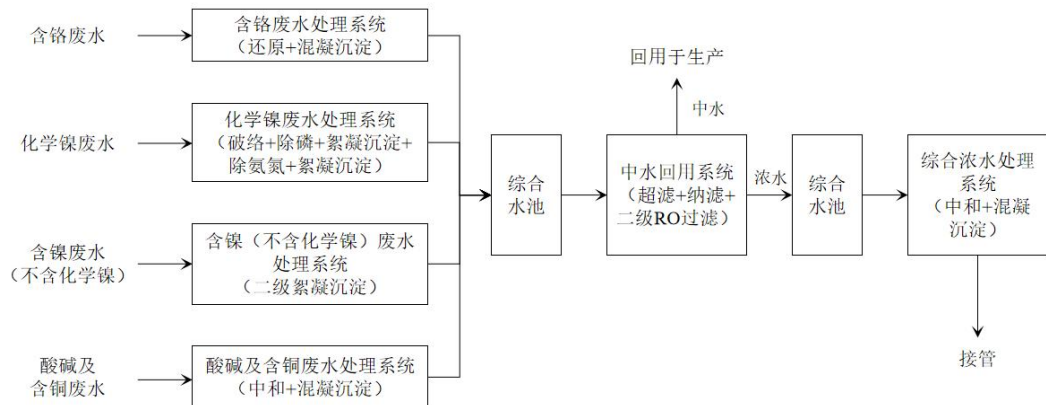 含铬废水
含铬废水处理系统
（还原+混凝沉淀）
化学镍废水
化学镍废水处理系统
（破络+除磷+絮凝沉淀+
除氨氮+絮凝沉淀）
含镍废水
（不含化学镍）
含镍（不含化学镍）废水
处理系统
（二级絮凝沉淀）
酸碱及
含铜废水
酸碱及含铜废水处理系统
（中和+混凝沉淀）
综合
水池
回用于生产
中水
中水回用系统
（超滤+纳滤+
二级RO过滤）
浓水
综合
水池
综合浓水处理
系统
（中和+混凝
沉淀）
接管